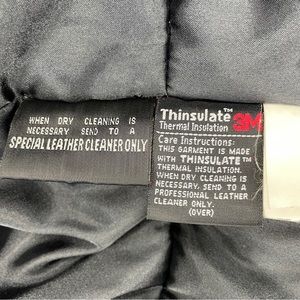 WHEN DRY CLEANING IS
NECESSARY SEND TO A
SPECIAL LEATHER CLEANER ONLY
Thinsulate™ 3M
Thermal Insulation
Care Instructions:
THIS GARMENT IS MADE
WITH THINSULATE™
THERMAL INSULATION.
WHEN DRY CLEANING IS
NECESSARY, SEND TO A
PROFESSIONAL LEATHER
CLEANER ONLY.
(OVER)